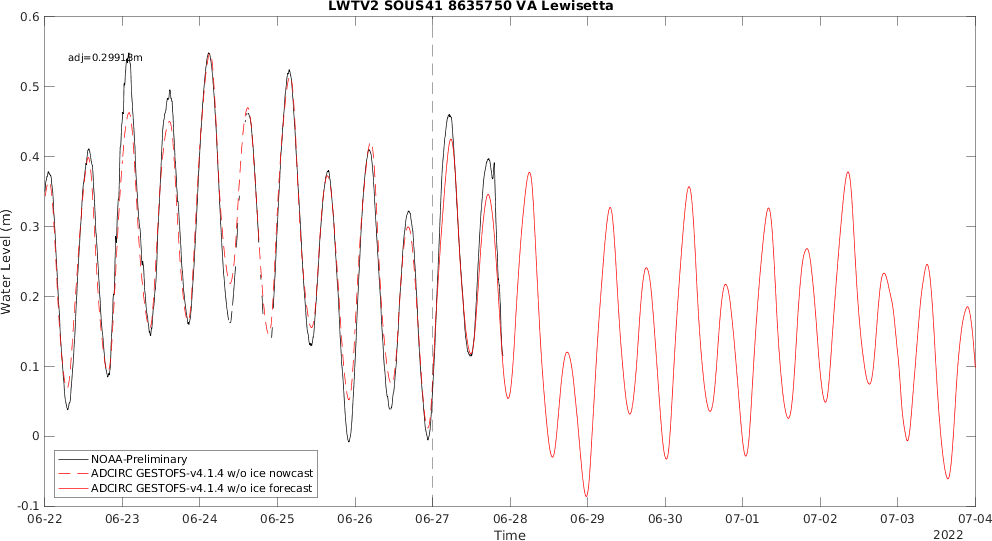 LWTV2 SOUS41 8635750 VA Lewisetta
adj=0.29913m
Water Level (m)
0.6
0.5
0.4
0.3
0.2
0.1
0
-0.1
NOAA-Preliminary
ADCIRC GESTOFS-v4.1.4 w/o ice nowcast
ADCIRC GESTOFS-v4.1.4 w/o ice forecast
06-22 06-23 06-24 06-25 06-26 06-27 06-28 06-29 06-30 07-01 07-02 07-03 07-04
Time
2022